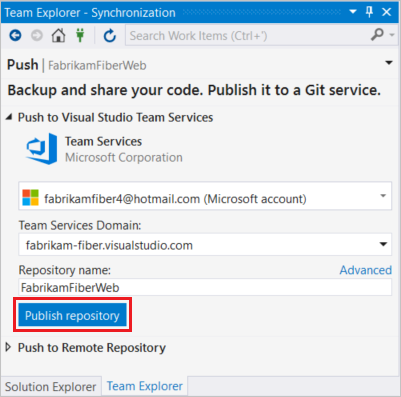 Team Explorer - Synchronization
Search Work Items (Ctrl+')
Push | FabrikamFiberWeb
Backup and share your code. Publish it to a Git service.
Push to Visual Studio Team Services
Team Services
Microsoft Corporation
fabrikamfiber4@hotmail.com (Microsoft account)
Team Services Domain:
fabrikam-fiber.visualstudio.com
Repository name: Advanced
FabrikamFiberWeb
Publish repository
Push to Remote Repository
Solution Explorer Team Explorer